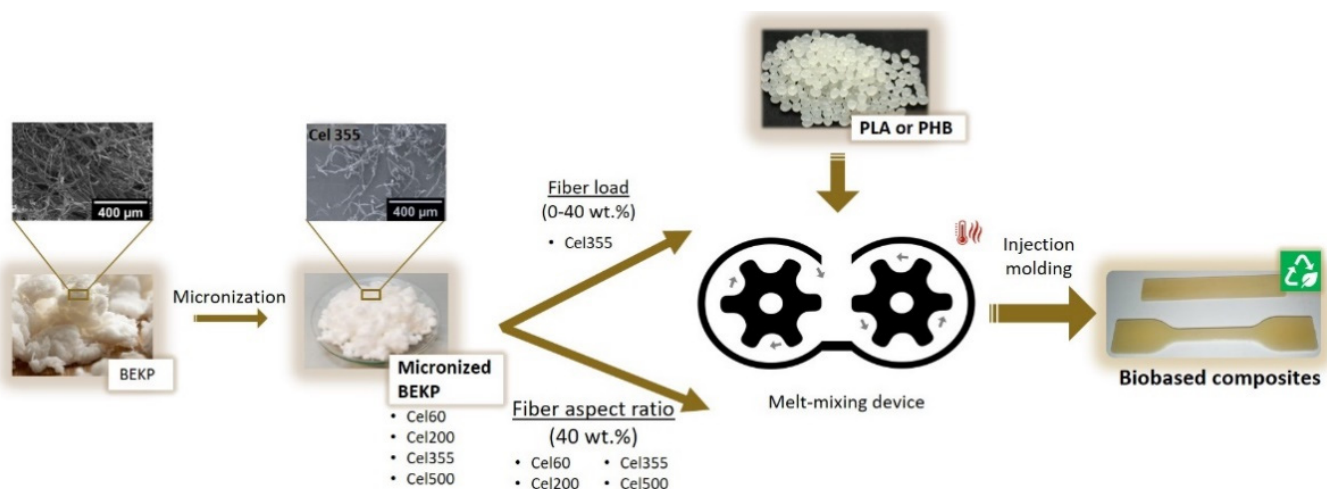 400 µm
BEKP
Micronization
Cel 355
400 µm
Micronized
BEKP
• Cel60
• Cel200
• Cel355
• Cel500
Fiber load
(0-40 wt.%)
• Cel355
Fiber aspect ratio
(40 wt.%)
• Cel60 • Cel355
• Cel200 • Cel500
PLA or PHB
Melt-mixing device
Injection
molding
Biobased composites